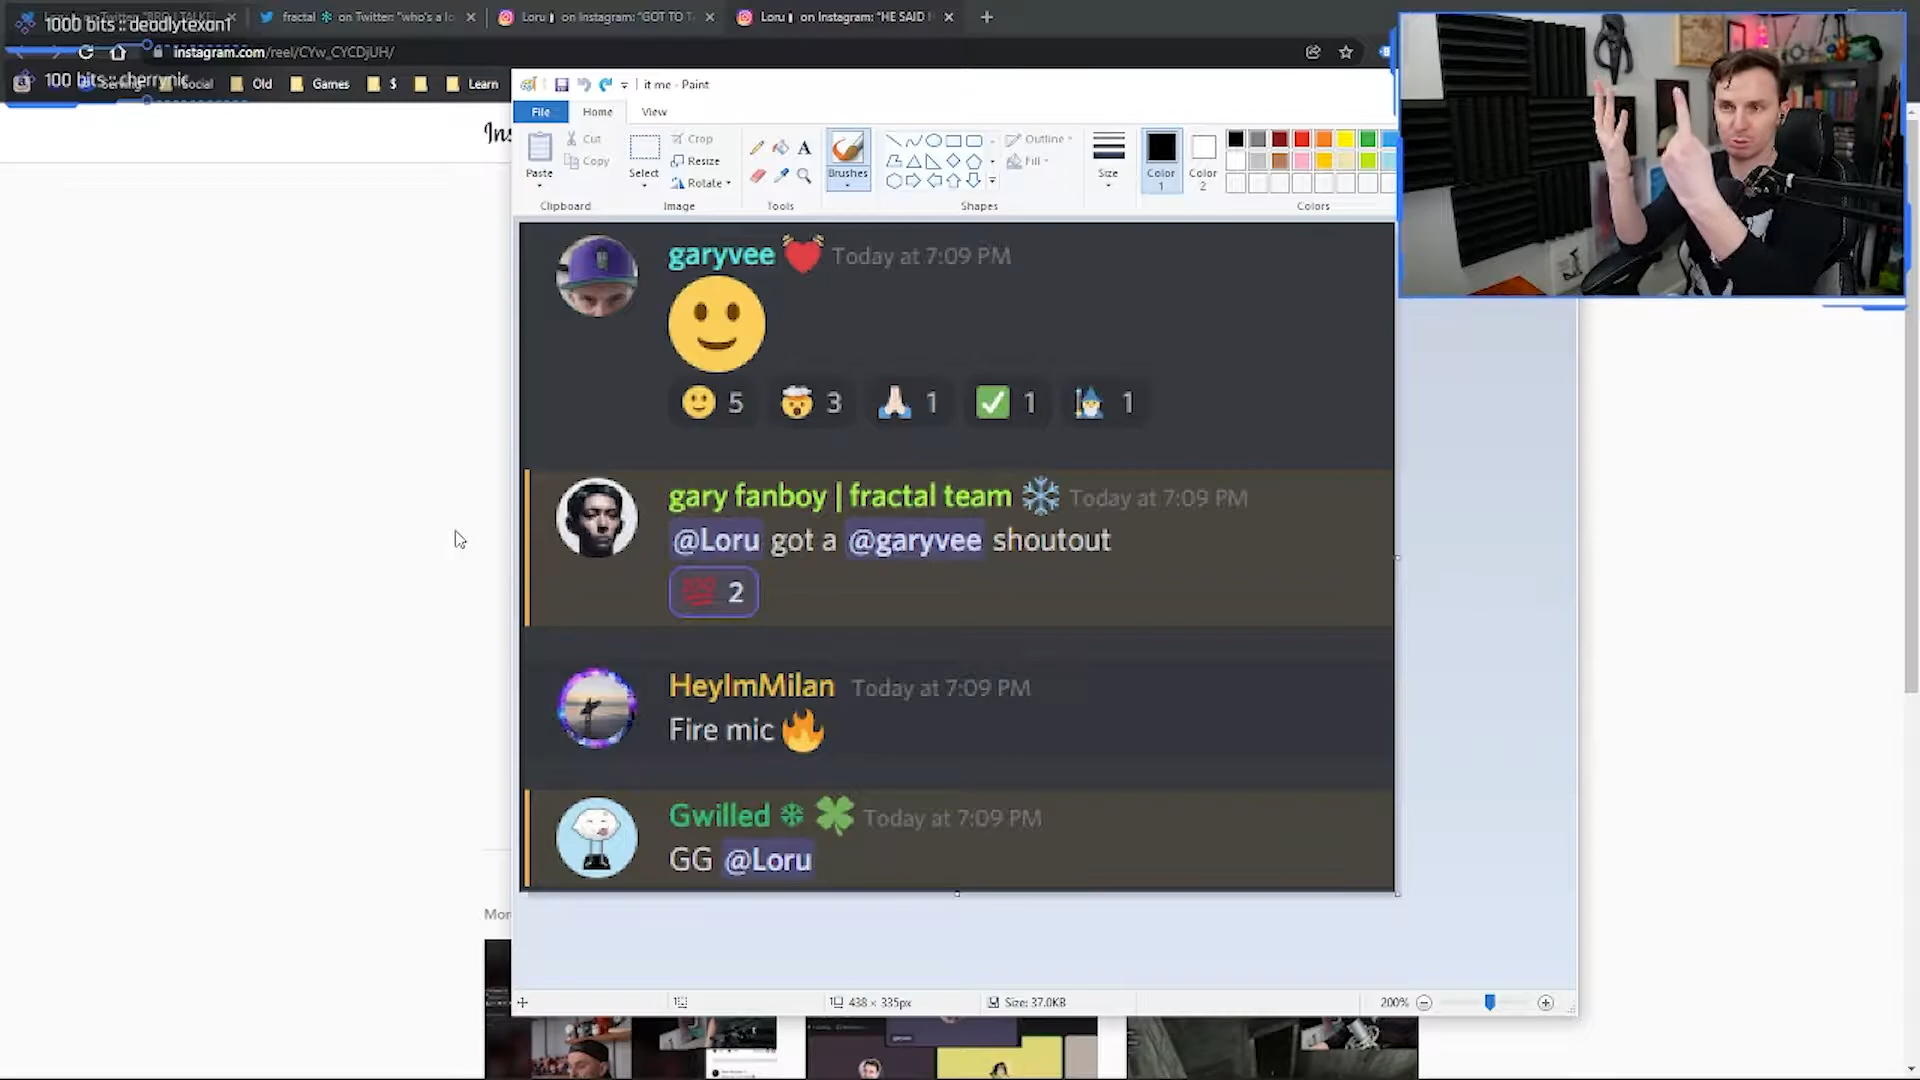 1000 bits :: deadlytexan1
fractal ❄ on Twitter: "who's a lo
Loru on Instagram: "GOT TO T
Loru on Instagram: "HE SAID I
instagram.com/reel/CYw_CYCDjUH/
100 bits :: cherrynic
Social
Old
Games
$
Learn
it me - Paint
File
Home
View
Paste
Cut
Copy
Clipboard
Select
Crop
Resize
Rotate
Image
Tools
Brushes
Outline
Fill
Shapes
Size
Color
1
Color
2
Colors
garyvee 💓 Today at 7:09 PM
🙂
🙂 5 🤯 3 🙏🏻 1 ✅ 1 🧙 1
gary fanboy | fractal team ❄ Today at 7:09 PM
@Loru got a @garyvee shoutout
💯 2
HeyImMilan Today at 7:09 PM
Fire mic 🔥
Gwilled ❄ 🍀 Today at 7:09 PM
GG @Loru
438 × 335px
Size: 37.0KB
200%